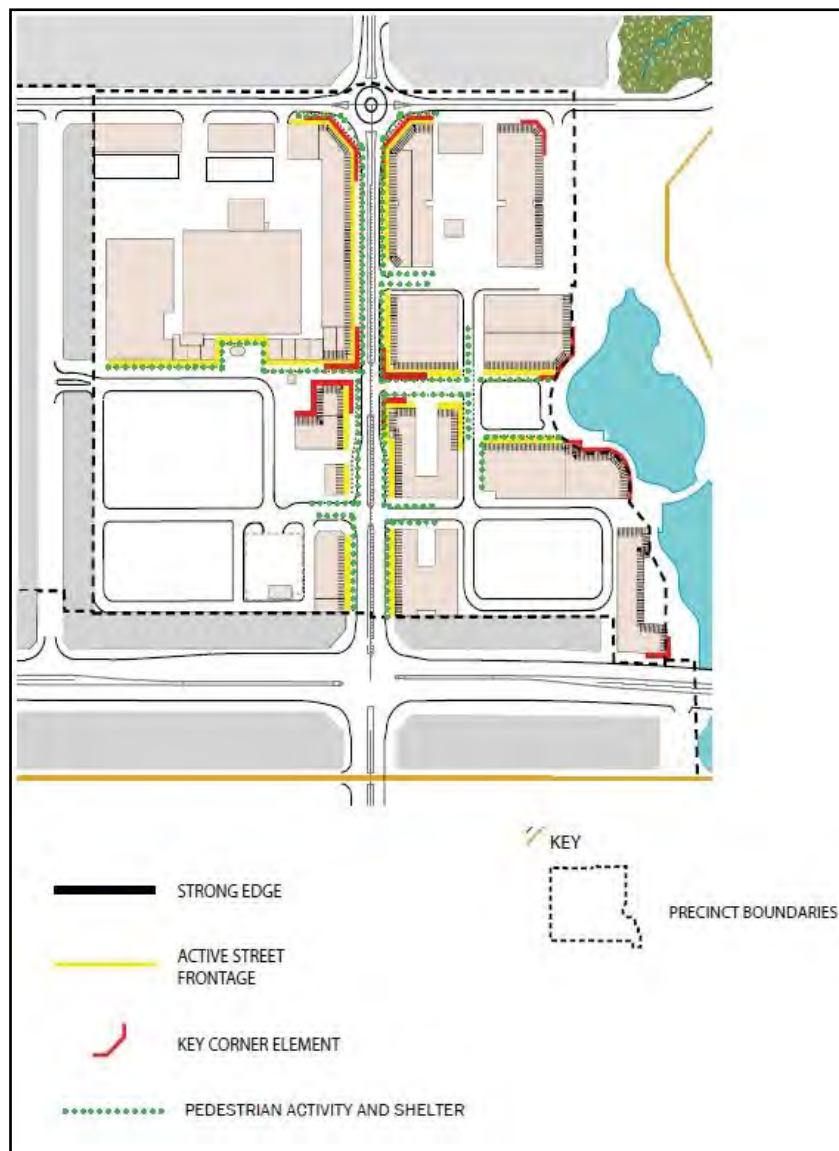 KEY
STRONG EDGE
PRECINCT BOUNDARIES
ACTIVE STREET
FRONTAGE
KEY CORNER ELEMENT
PEDESTRIAN ACTIVITY AND SHELTER